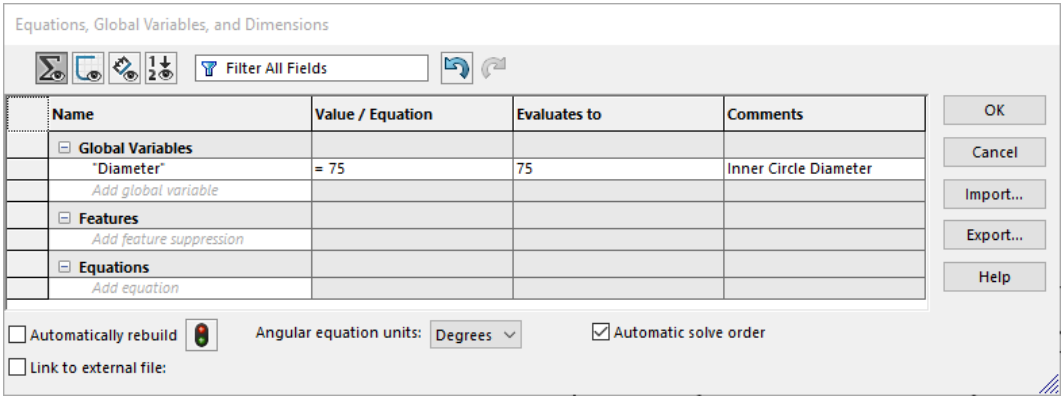 Equations, Global Variables, and Dimensions
Filter All Fields
Name Value / Equation Evaluates to Comments
Global Variables
"Diameter" = 75 75 Inner Circle Diameter
Add global variable
Features
Add feature suppression
Equations
Add equation
OK
Cancel
Import...
Export...
Help
Automatically rebuild Angular equation units: Degrees Automatic solve order
Link to external file: